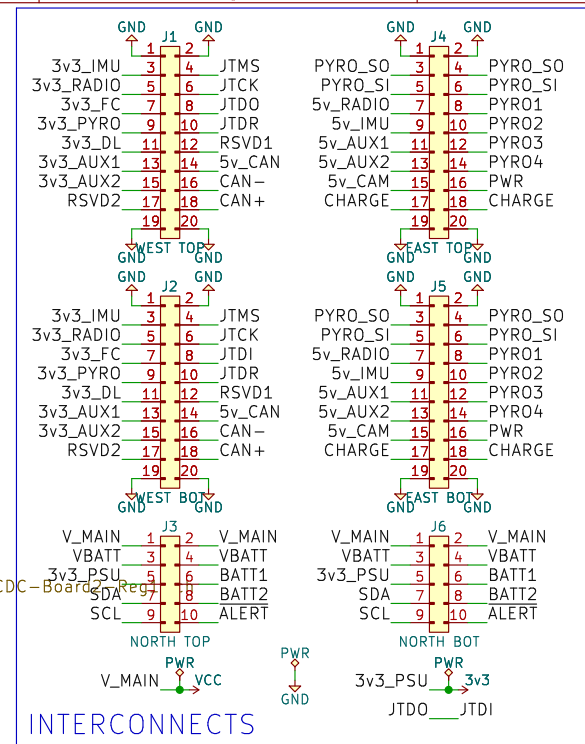 GND GND GND GND
J1 J4
1 2 1 2
3v3_IMU 3 4 JTMS PYRO_SO 3 4 PYRO_SO
3v3_RADIO 5 6 JTCK PYRO_SI 5 6 PYRO_SI
3v3_FC 7 8 JTDO 5v_RADIO 7 8 PYRO1
3v3_PYRO 9 10 JTDR 5v_IMU 9 10 PYRO2
3v3_DL 11 12 RSVD1 5v_AUX1 11 12 PYRO3
3v3_AUX1 13 14 5v_CAN 5v_AUX2 13 14 PYRO4
3v3_AUX2 15 16 CAN- 5v_CAM 15 16 PWR
RSVD2 17 18 CAN+ CHARGE 17 18 CHARGE
19 20 19 20
WEST TOP EAST TOP
GND GND GND GND
GND GND GND GND
J2 J5
1 2 1 2
3v3_IMU 3 4 JTMS PYRO_SO 3 4 PYRO_SO
3v3_RADIO 5 6 JTCK PYRO_SI 5 6 PYRO_SI
3v3_FC 7 8 JTDI 5v_RADIO 7 8 PYRO1
3v3_PYRO 9 10 JTDR 5v_IMU 9 10 PYRO2
3v3_DL 11 12 RSVD1 5v_AUX1 11 12 PYRO3
3v3_AUX1 13 14 5v_CAN 5v_AUX2 13 14 PYRO4
3v3_AUX2 15 16 CAN- 5v_CAM 15 16 PWR
RSVD2 17 18 CAN+ CHARGE 17 18 CHARGE
19 20 19 20
WEST BOT EAST BOT
GND GND GND GND
J3 J6
V_MAIN 1 2 V_MAIN V_MAIN 1 2 V_MAIN
VBATT 3 4 VBATT VBATT 3 4 VBATT
3v3_PSU 5 6 BATT1 3v3_PSU 5 6 BATT1
SDA 7 8 BATT2 SDA 7 8 BATT2
SCL 9 10 ALERT SCL 9 10 ALERT
NORTH TOP NORTH BOT
PWR PWR PWR
V_MAIN VCC 3v3_PSU 3v3
GND
JTDO JTDI
INTERCONNECTS